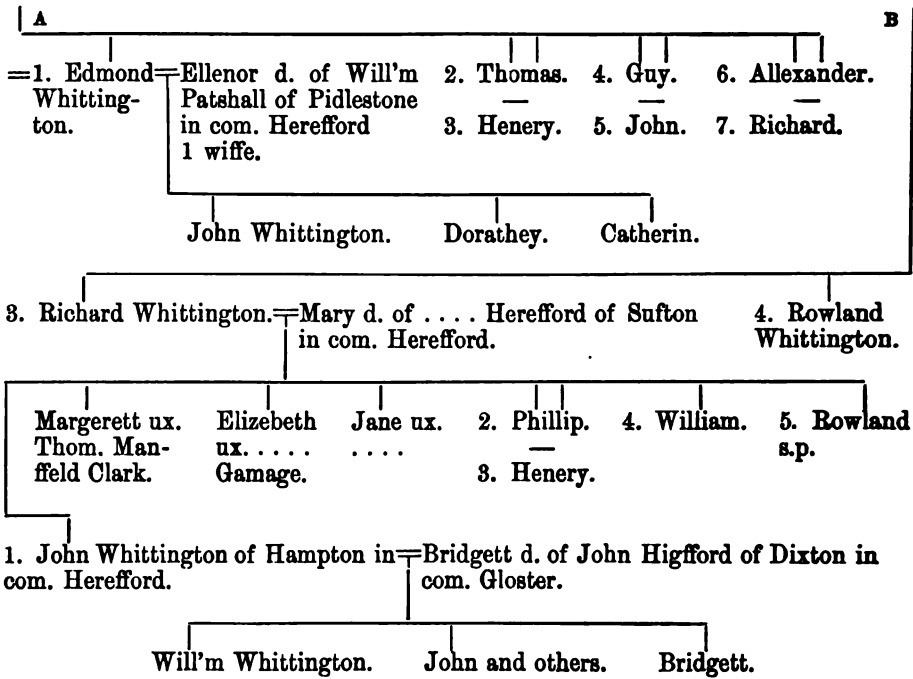 A B
=1. Edmond=Ellenor d. of Will'm 2. Thomas. 4. Guy. 6. Allexander.
Whitting- Patshall of Pidlestone — — —
ton. in com. Herefford 3. Henery. 5. John. 7. Richard.
1 wiffe.
John Whittington. Dorathey. Catherin.
3. Richard Whittington.=Mary d. of .... Herefford of Sufton 4. Rowland
in com. Herefford. Whittington.
Margerett ux. Elizebeth Jane ux. 2. Phillip. 4. William. 5. Rowland
Thom. Man- ux..... .... — s.p.
ffeld Clark. Gamage. 3. Henery.
1. John Whittington of Hampton in=Bridgett d. of John Higfford of Dixton in
com. Herefford. com. Gloster.
Will'm Whittington. John and others. Bridgett.